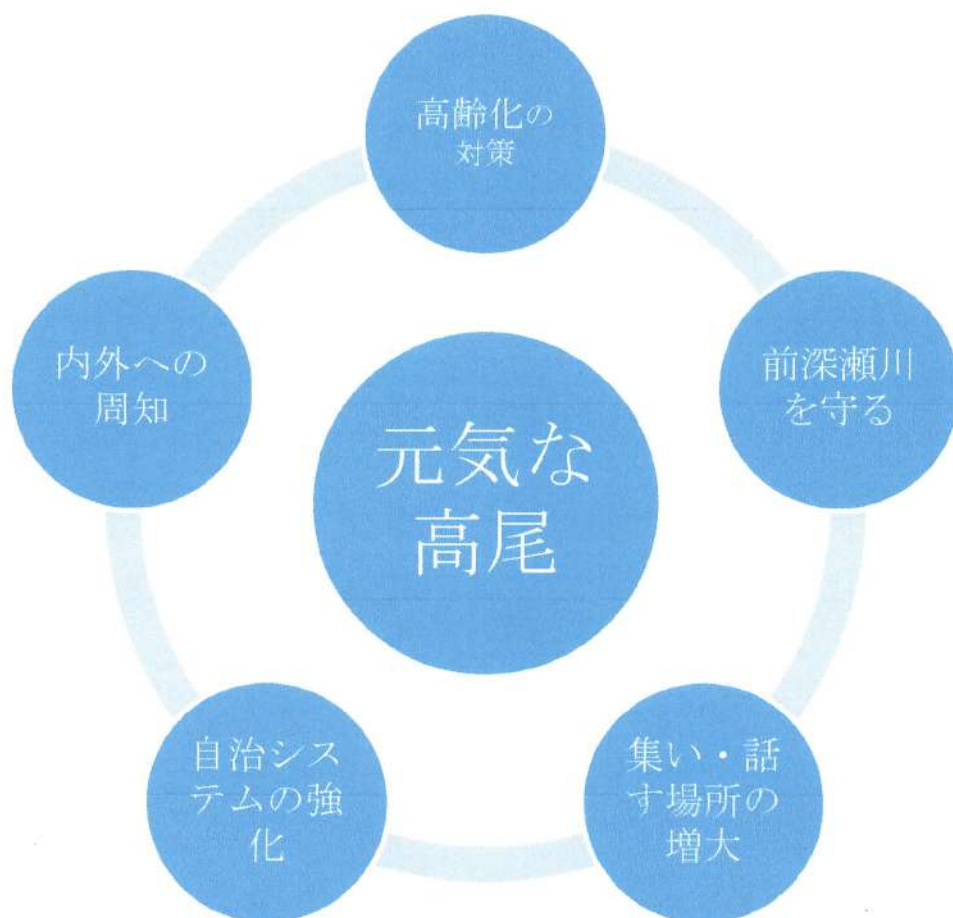 高齢化の
対策
前深瀬川
を守る
集い・話
す場所の
増大
自治シス
テムの強
化
内外への
周知
元気な
高尾